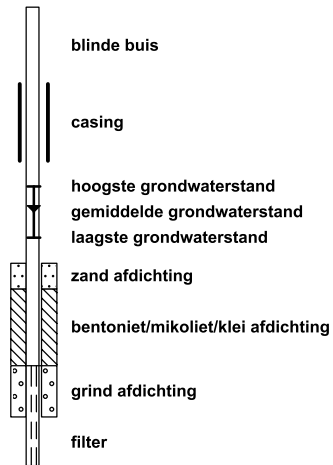 blinde buis
casing
hoogste grondwaterstand
gemiddelde grondwaterstand
laagste grondwaterstand
zand afdichting
bentoniet/mikoliet/klei afdichting
grind afdichting
filter